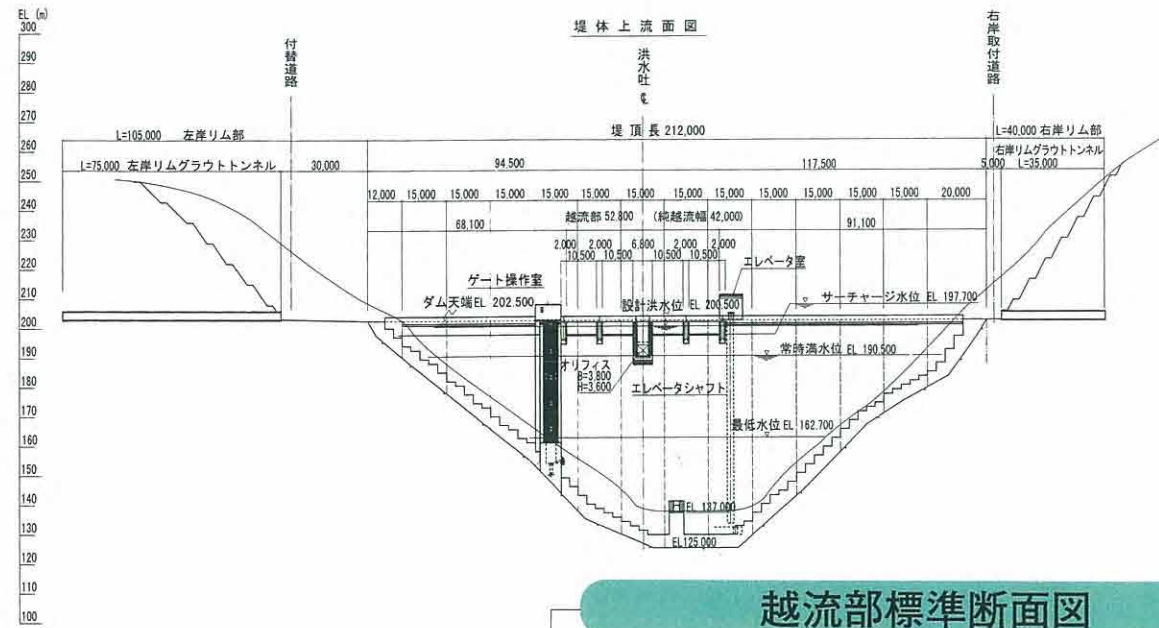 EL (m)
300
290
280
270
260
250
240
230
220
210
200
190
180
170
160
150
140
130
120
110
100
堤体上流面図
付替道路
洪水吐
℄
右岸取付道路
L=105,000 左岸リム部
堤頂長 212,000
L=40,000 右岸リム部
L=75,000 左岸リムグラウトトンネル
30,000
94,500
117,500
5,000
右岸リムグラウトトンネル
L=35,000
12,000 15,000 15,000 15,000 15,000 15,000 15,000 15,000 15,000 15,000 15,000 15,000 15,000 20,000
68,100
越流部 52,800 (純越流幅 42,000)
91,100
2,000 2,000 6,800 2,000 2,000
10,500 10,500 10,500 10,500
ゲート操作室
エレベータ室
ダム天端EL 202.500
設計洪水位 EL 200.500
サーチャージ水位 EL 197.700
常時満水位 EL 190.500
オリフィス
B=3,800
H=3,600
エレベータシャフト
最低水位 EL 162.700
EL 137.000
EL125.000
越流部標準断面図